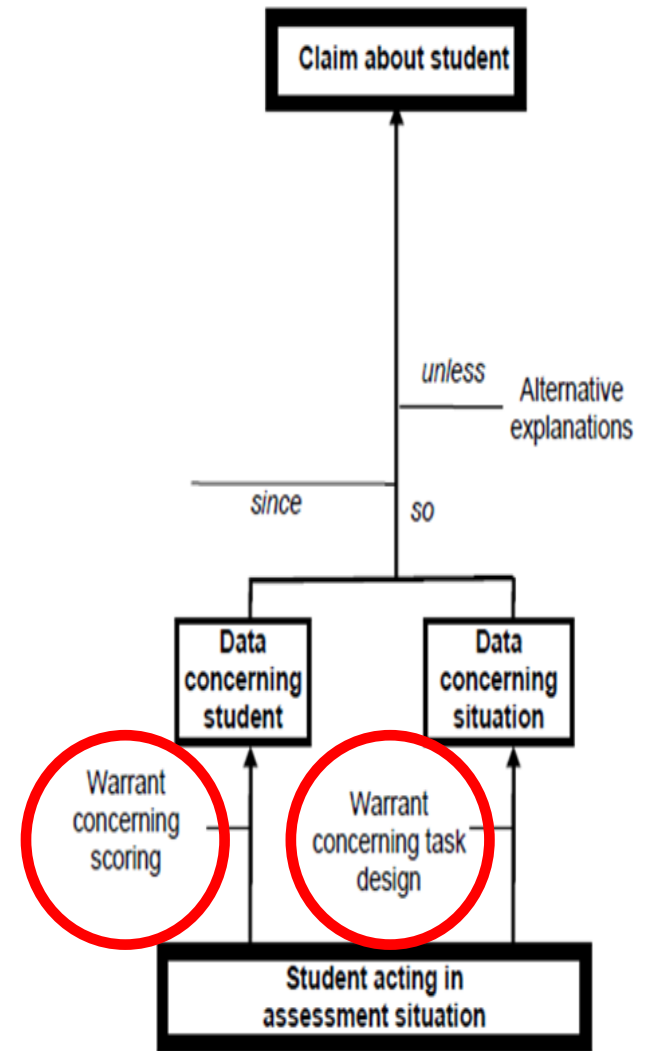 Claim about student
unless
Alternative
explanations
since
so
Data
concerning
student
Data
concerning
situation
Warrant
concerning
scoring
Warrant
concerning task
design
Student acting in
assessment situation